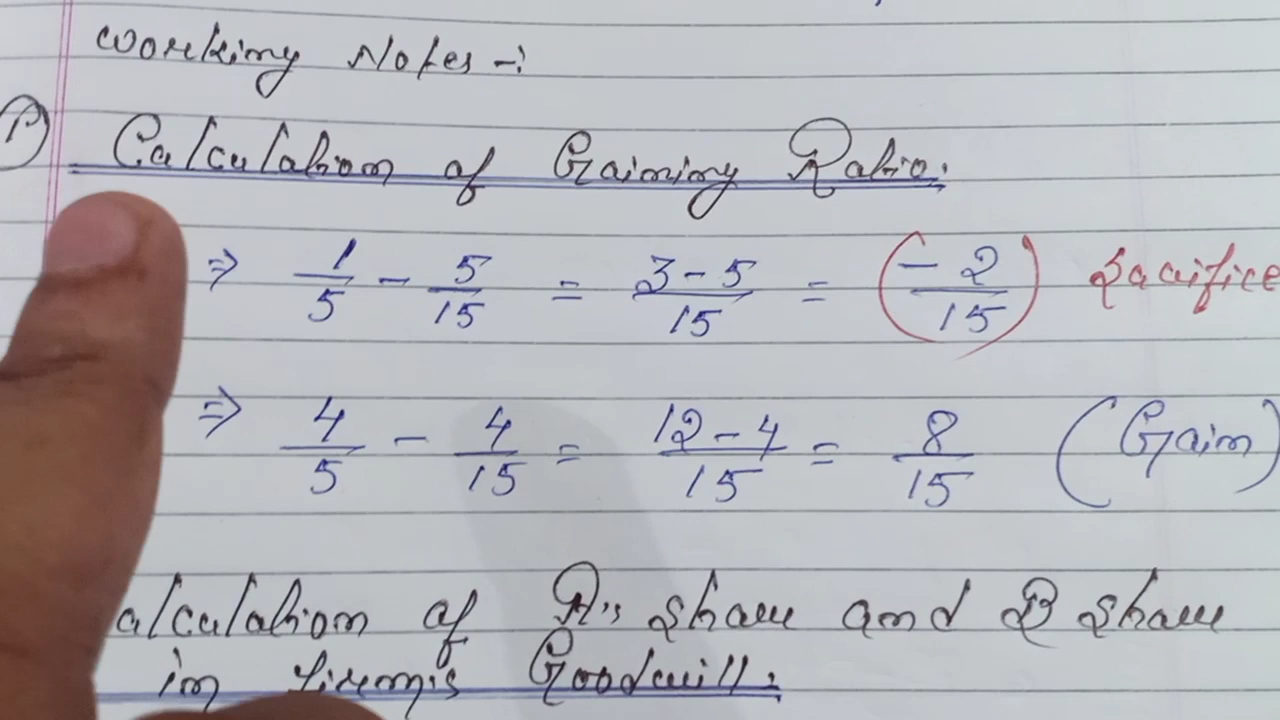 Working Notes -:
Calculation of Gaining Ratio.
⇒ 1/5 - 5/15 = 3-5/15 = (-2/15) Sacrifice
⇒ 4/5 - 4/15 = 12-4/15 = 8/15 (Gain)
alculation of A's share and B share
in firm's Goodwill.